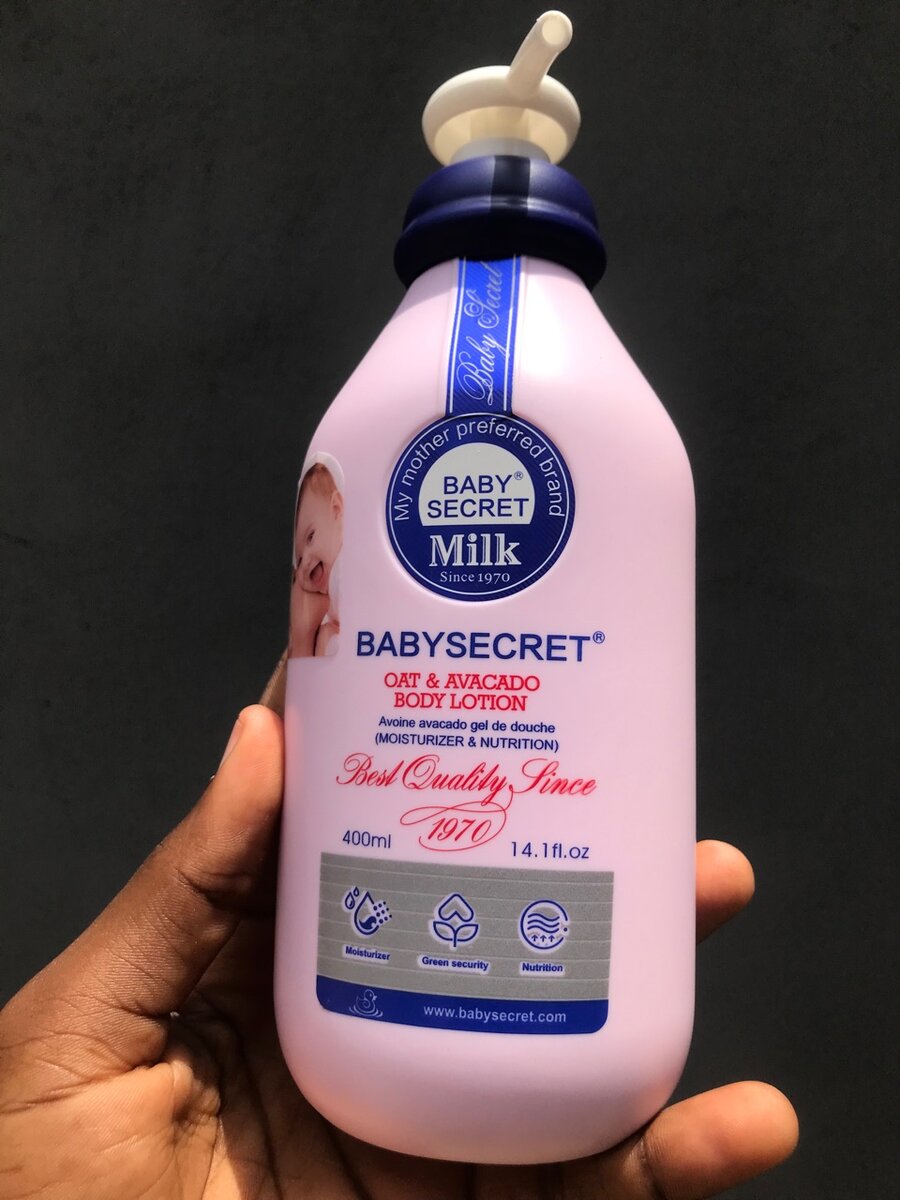 Baby Secret
My mother preferred brand
BABY®
SECRET
Milk
Since 1970
BABYSECRET®
OAT & AVACADO
BODY LOTION
Avoine avacado gel de douche
(MOISTURIZER & NUTRITION)
Best Quality Since
1970
400ml 14.1fl.oz
Moisturizer Green security Nutrition
www.babysecret.com